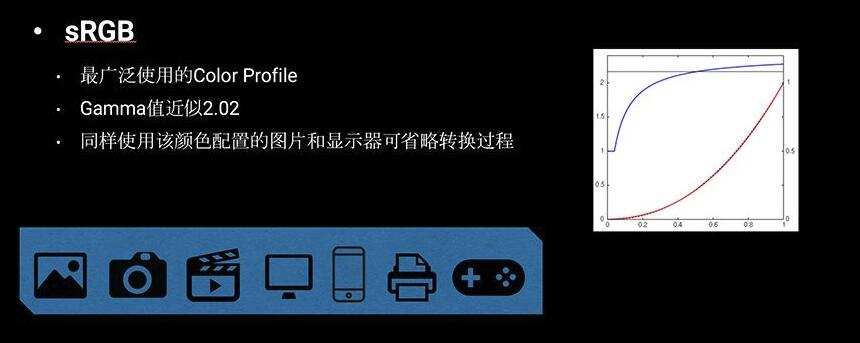 • sRGB
• 最广泛使用的Color Profile
• Gamma值近似2.02
• 同样使用该颜色配置的图片和显示器可省略转换过程
2
1.5
1
0.5
0
1
0.5
0
0 0.2 0.4 0.6 0.8 1